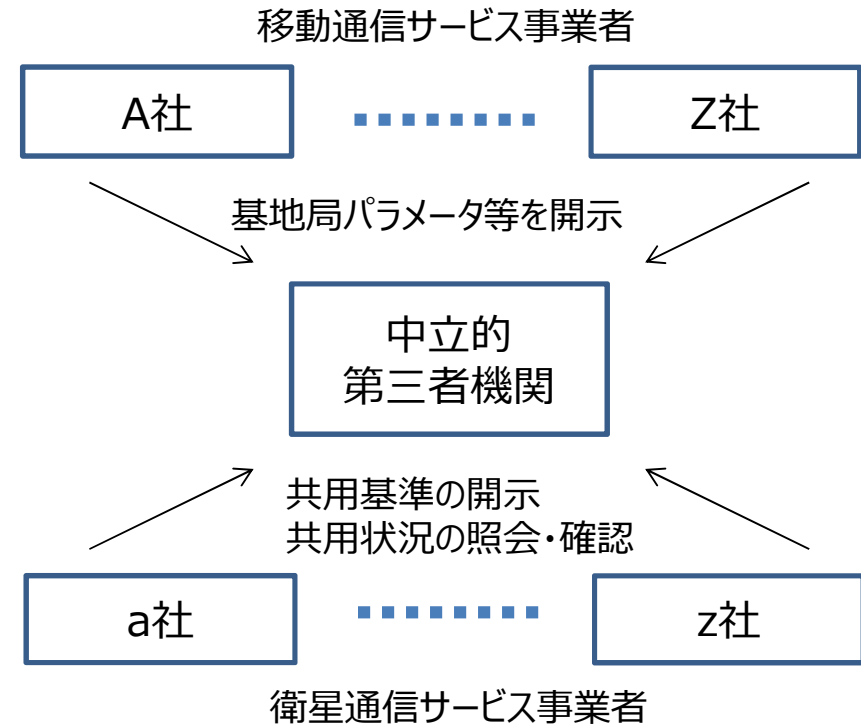 移動通信サービス事業者
A社
Z社
基地局パラメータ等を開示
中立的
第三者機関
共用基準の開示
共用状況の照会・確認
a社
z社
衛星通信サービス事業者